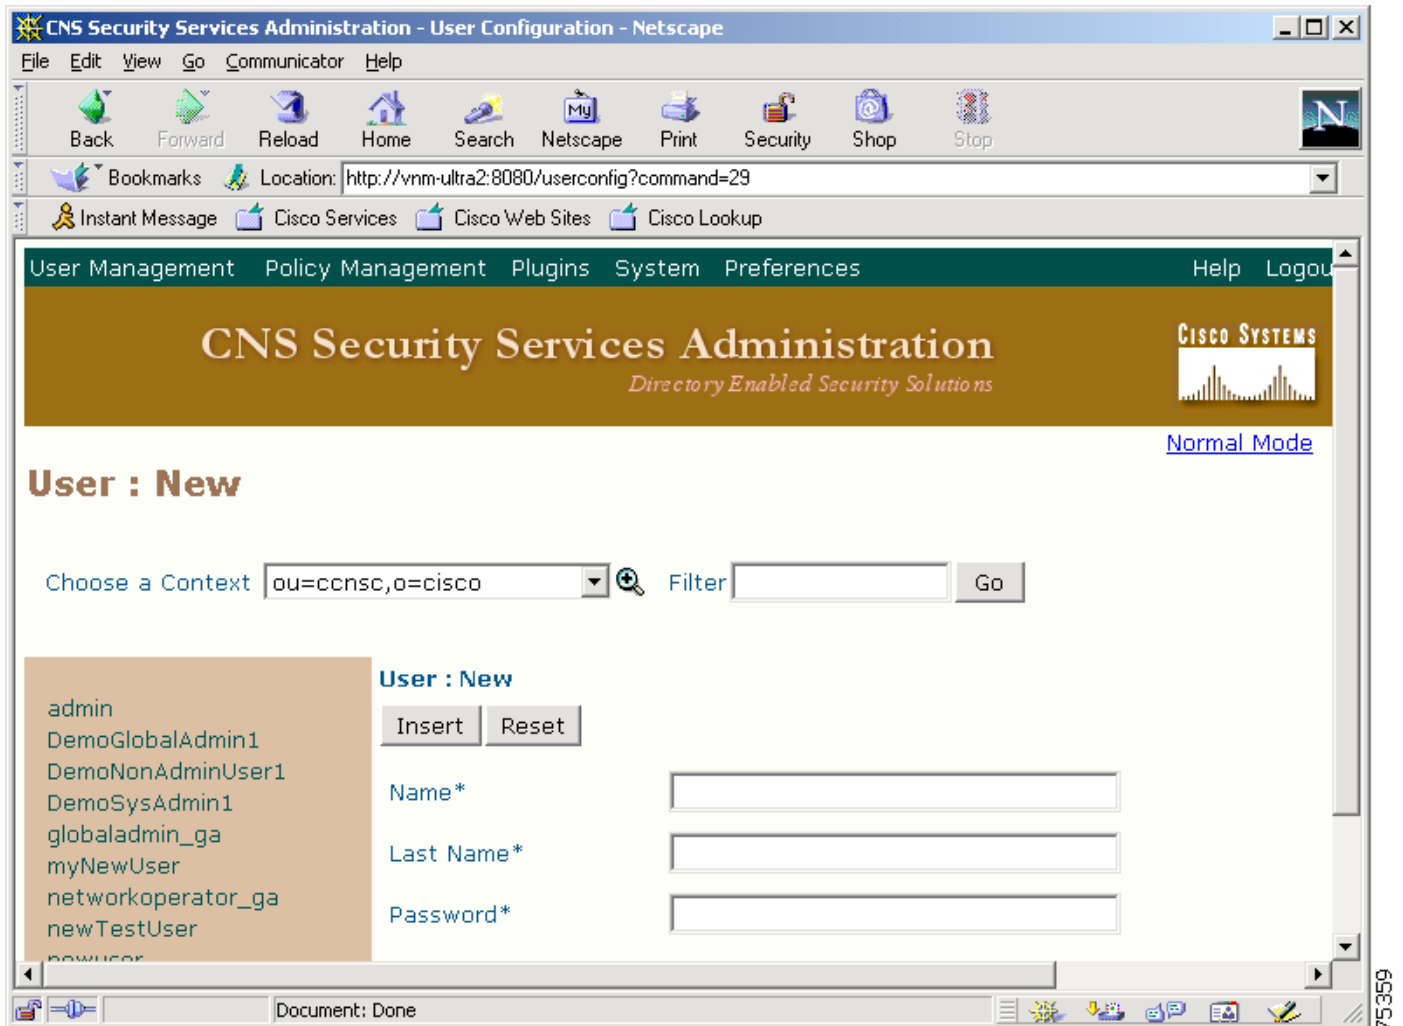 CNS Security Services Administration - User Configuration - Netscape
File Edit View Go Communicator Help
My
N
Back Forward Reload Home Search Netscape Print Security Shop Stop
Bookmarks Location: http://vnm-ultra2:8080/userconfig?command=29
Instant Message Cisco Services Cisco Web Sites Cisco Lookup
User Management Policy Management Plugins System Preferences Help Logou
CNS Security Services Administration
Directory Enabled Security Solutions
CISCO SYSTEMS
Normal Mode
User : New
Choose a Context ou=ccnsc,o=cisco Filter Go
User : New
Insert Reset
admin
DemoGlobalAdmin1
DemoNonAdminUser1
DemoSysAdmin1
globaladmin_ga
myNewUser
networkoperator_ga
newTestUser
newuser
Name*
Last Name*
Password*
Document: Done
75359